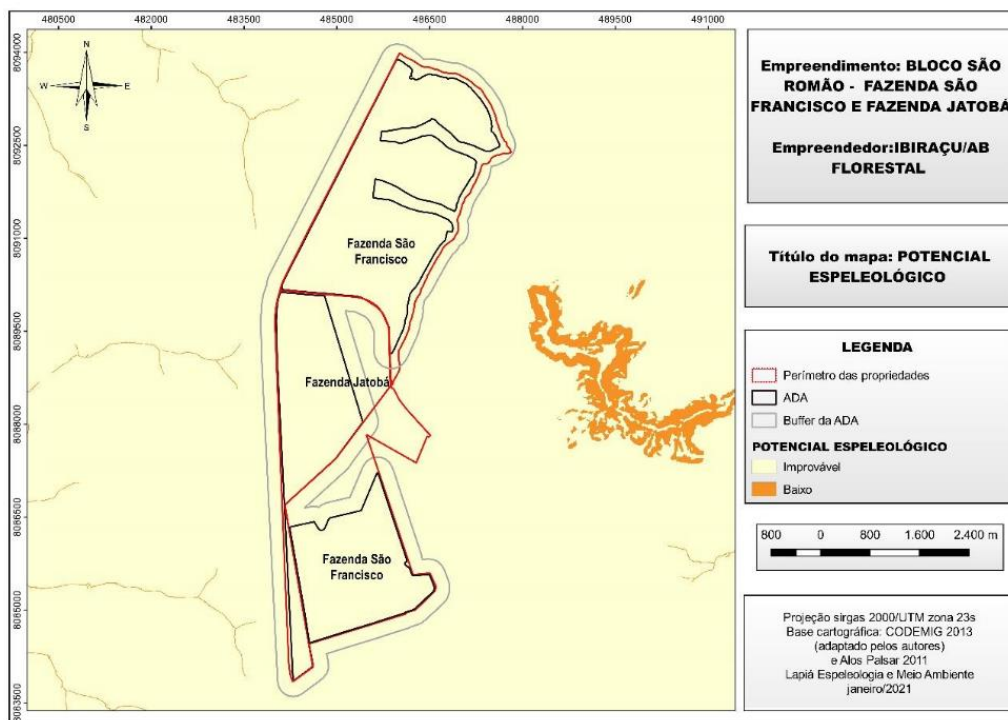 480500 482000 483500 485000 486500 488000 489500 491000
8094000
8092500
8091000
8089500
8088000
8086500
8085000
8083500
N
W E
S
Fazenda São
Francisco
Fazenda Jatobá
Fazenda São
Francisco
Empreendimento: BLOCO SÃO
ROMÃO - FAZENDA SÃO
FRANCISCO E FAZENDA JATOBÁ
Empreendedor:IBIRAÇU/AB
FLORESTAL
Título do mapa: POTENCIAL
ESPELEOLÓGICO
LEGENDA
Perímetro das propriedades
ADA
Buffer da ADA
POTENCIAL ESPELEOLÓGICO
Improvável
Baixo
800 0 800 1.600 2.400 m
Projeção sirgas 2000/UTM zona 23s
Base cartográfica: CODEMIG 2013
(adaptado pelos autores)
e Alos Palsar 2011
Lapiá Espeleologia e Meio Ambiente
janeiro/2021